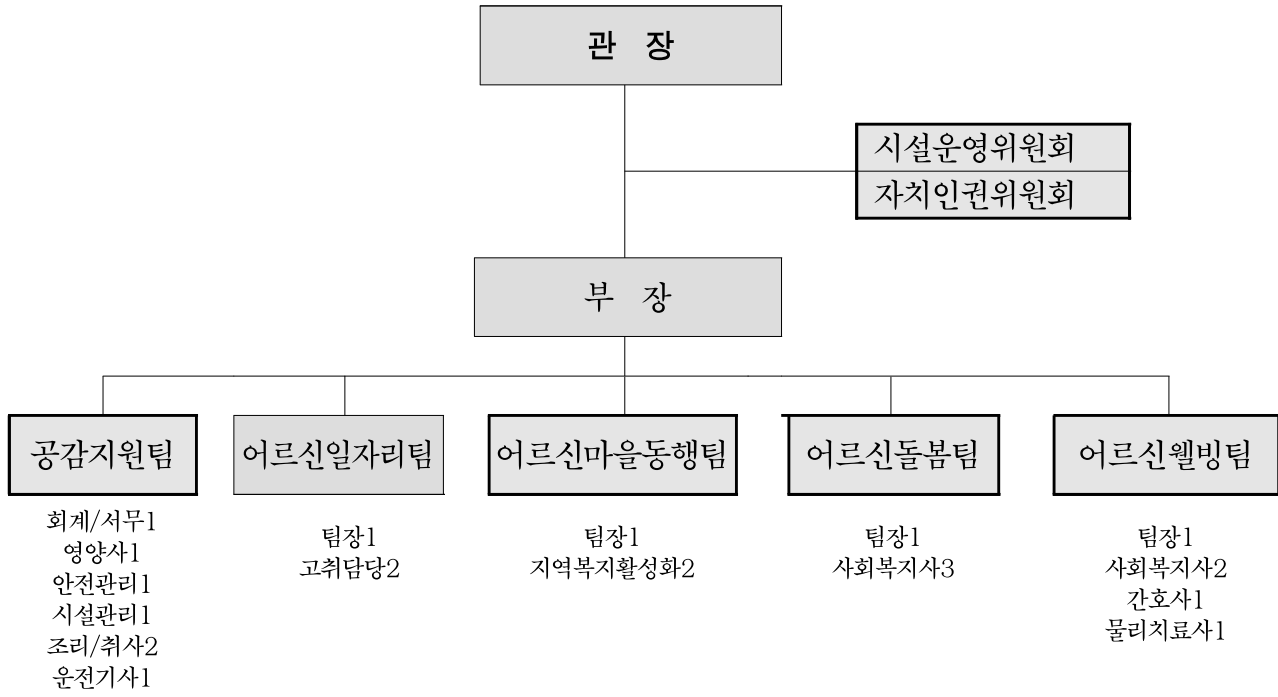 관 장
시설운영위원회
자치인권위원회
부 장
공감지원팀
회계/서무1
영양사1
안전관리1
시설관리1
조리/취사2
운전기사1
어르신일자리팀
팀장1
고취담당2
어르신마을동행팀
팀장1
지역복지활성화2
어르신돌봄팀
팀장1
사회복지사3
어르신웰빙팀
팀장1
사회복지사2
간호사1
물리치료사1